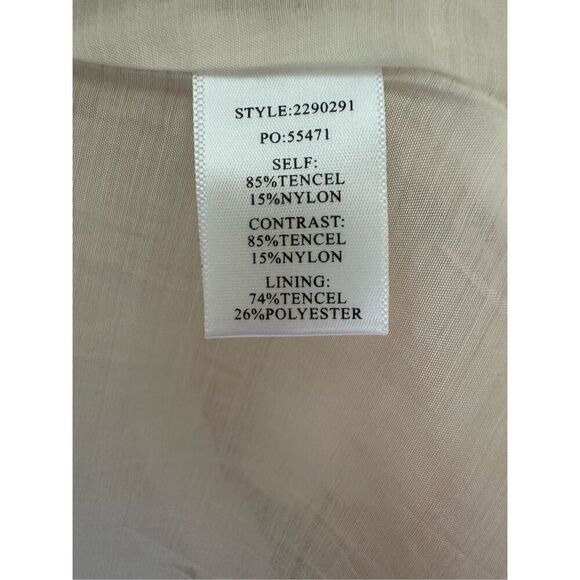 STYLE:2290291
PO:55471
SELF:
85%TENCEL
15%NYLON
CONTRAST:
85%TENCEL
15%NYLON
LINING:
74%TENCEL
26%POLYESTER